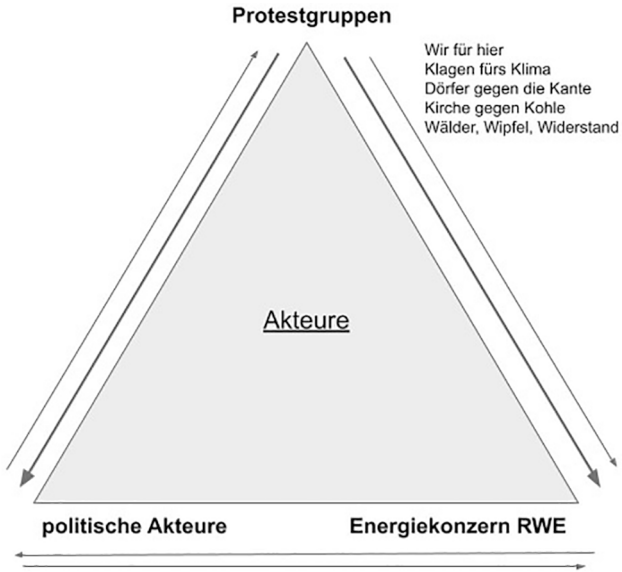 Protestgruppen
Wir für hier
Klagen fürs Klima
Dörfer gegen die Kante
Kirche gegen Kohle
Wälder, Wipfel, Widerstand
Akteure
politische Akteure
Energiekonzern RWE